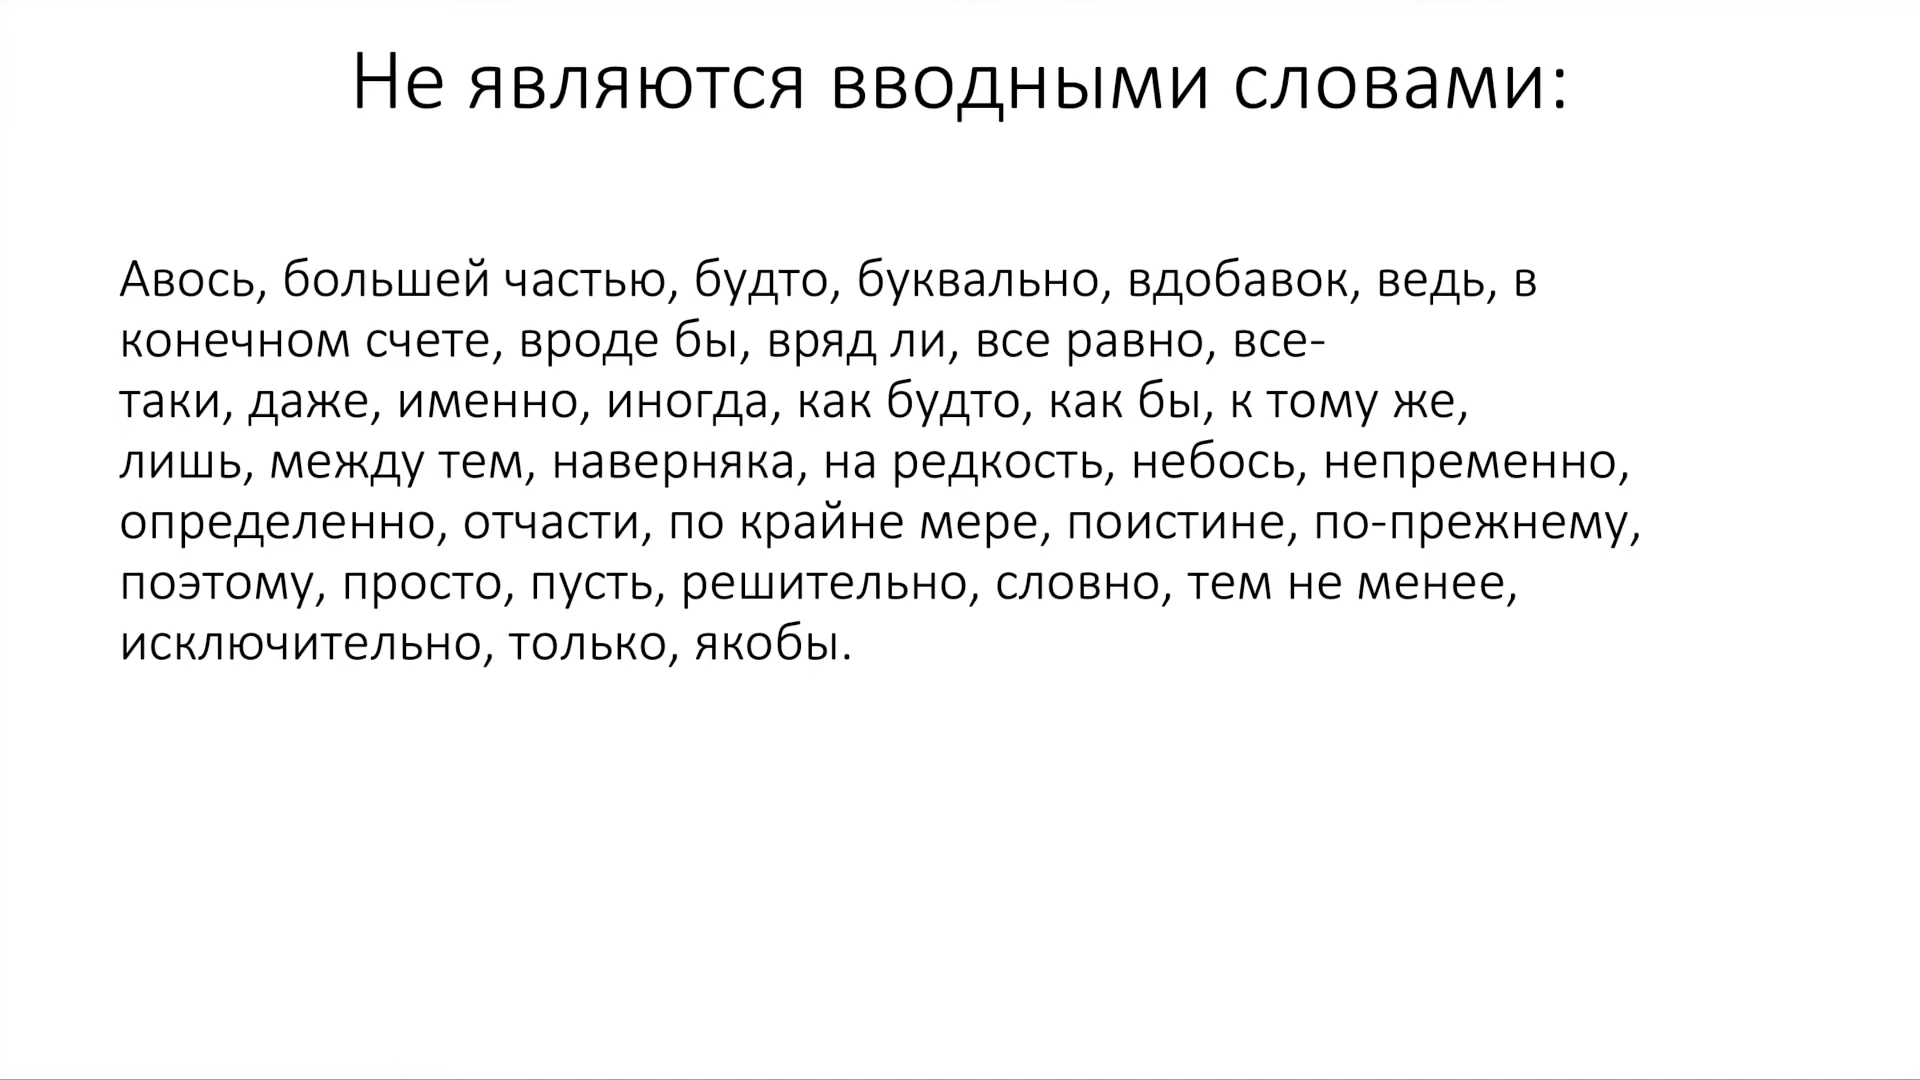 Не являются вводными словами:
Авось, большей частью, будто, буквально, вдобавок, ведь, в
конечном счете, вроде бы, вряд ли, все равно, все-
таки, даже, именно, иногда, как будто, как бы, к тому же,
лишь, между тем, наверняка, на редкость, небось, непременно,
определенно, отчасти, по крайне мере, поистине, по-прежнему,
поэтому, просто, пусть, решительно, словно, тем не менее,
исключительно, только, якобы.